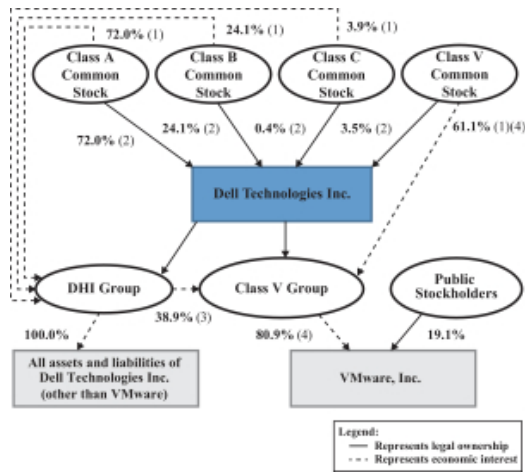 72.0% (1)
24.1% (1)
3.9% (1)
Class A
Common
Stock
Class B
Common
Stock
Class C
Common
Stock
Class V
Common
Stock
72.0% (2)
24.1% (2)
0.4% (2)
3.5% (2)
61.1% (1)(4)
Dell Technologies Inc.
DHI Group
Class V Group
Public
Stockholders
100.0%
38.9% (3)
80.9% (4)
19.1%
All assets and liabilities of
Dell Technologies Inc.
(other than VMware)
VMware, Inc.
Legend:
Represents legal ownership
Represents economic interest